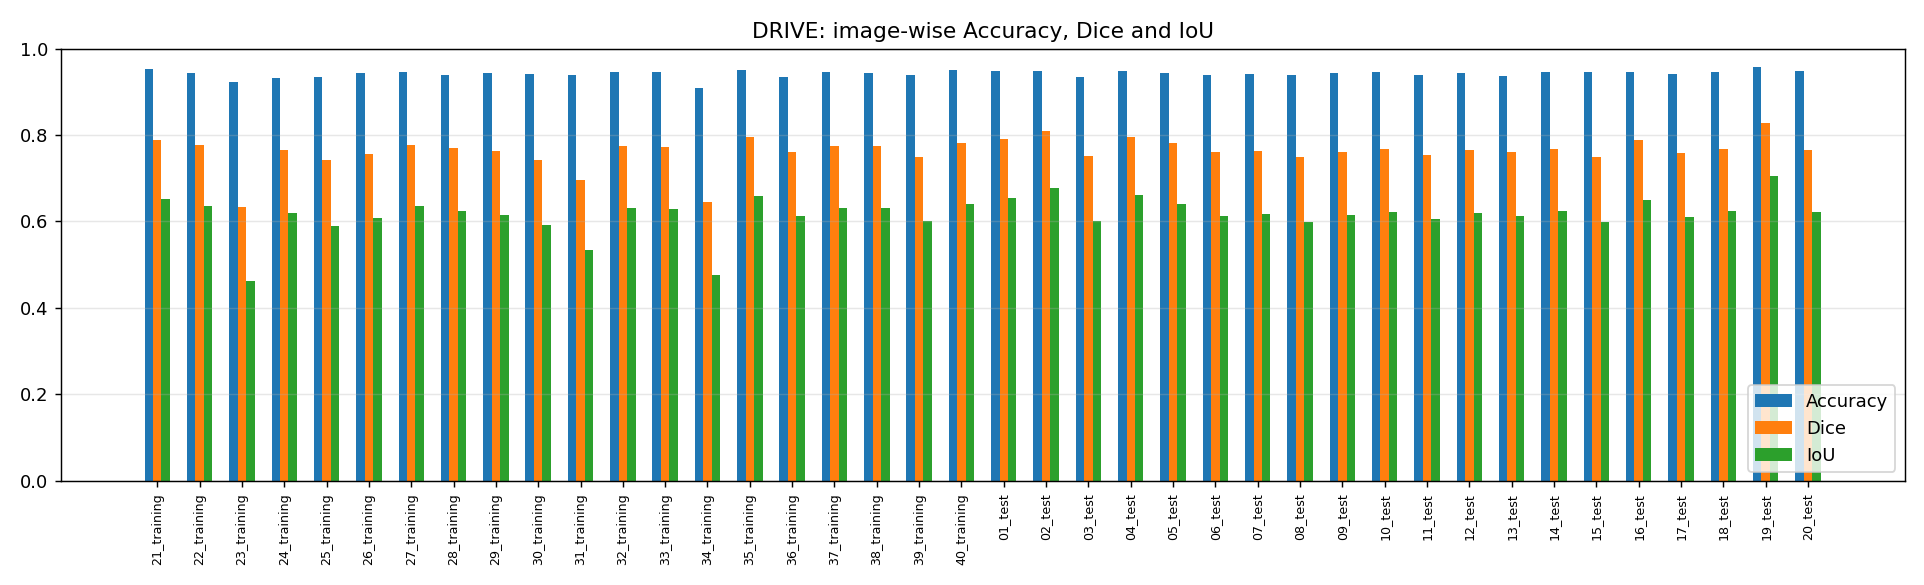 DRIVE: image-wise Accuracy, Dice and IoU
1.0
0.8
0.6
0.4
0.2
0.0
Accuracy
Dice
IoU
21_training
22_training
23_training
24_training
25_training
26_training
27_training
28_training
29_training
30_training
31_training
32_training
33_training
34_training
35_training
36_training
37_training
38_training
39_training
40_training
01_test
02_test
03_test
04_test
05_test
06_test
07_test
08_test
09_test
10_test
11_test
12_test
13_test
14_test
15_test
16_test
17_test
18_test
19_test
20_test